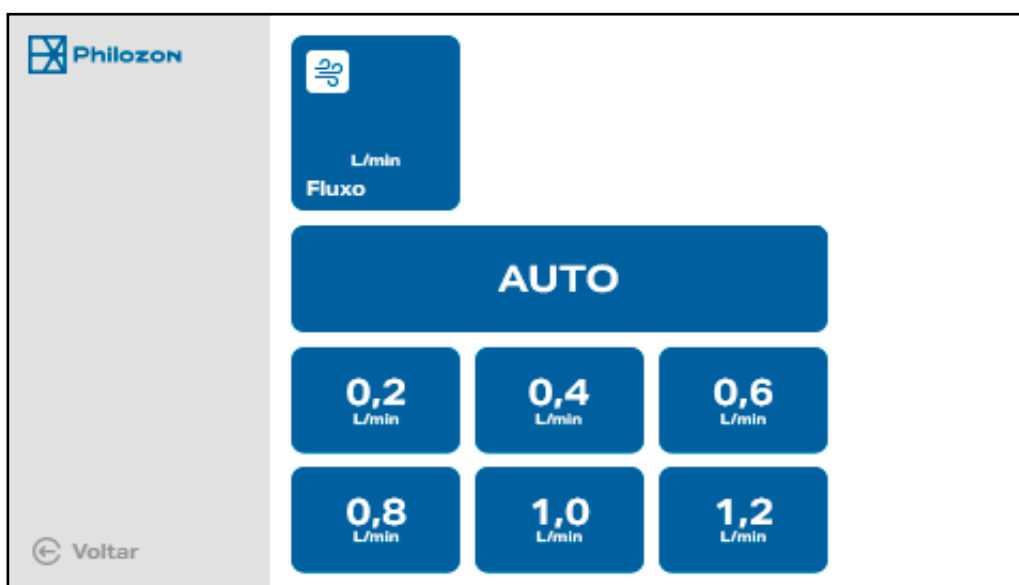 Philozon
L/min
Fluxo
AUTO
0,2
L/min
0,4
L/min
0,6
L/min
0,8
L/min
1,0
L/min
1,2
L/min
Voltar